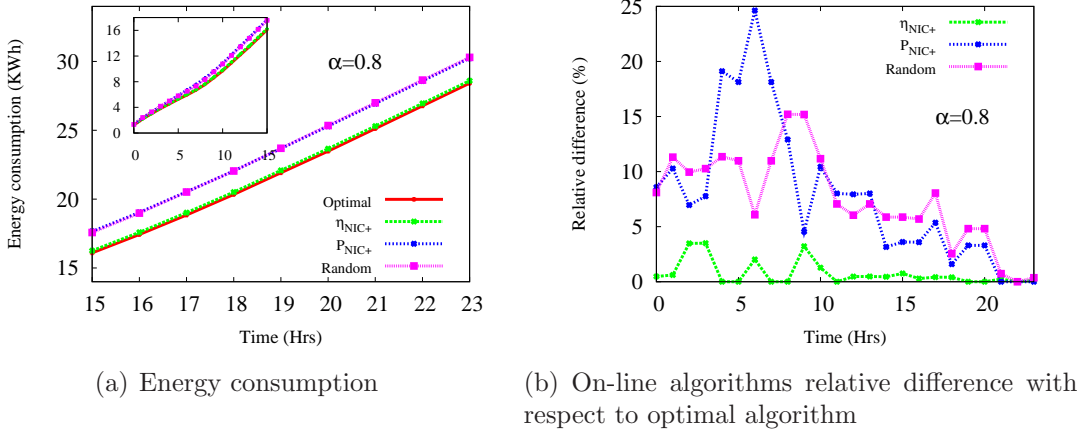 Energy consumption (KWh)
30
25
20
15
16
12
8
4
0
0 5 10 15
α=0.8
Optimal
ηNIC+
PNIC+
Random
15 16 17 18 19 20 21 22 23
Time (Hrs)
(a) Energy consumption
Relative difference (%)
25
20
15
10
5
0
ηNIC+
PNIC+
Random
α=0.8
0 5 10 15 20
Time (Hrs)
(b) On-line algorithms relative difference with
respect to optimal algorithm